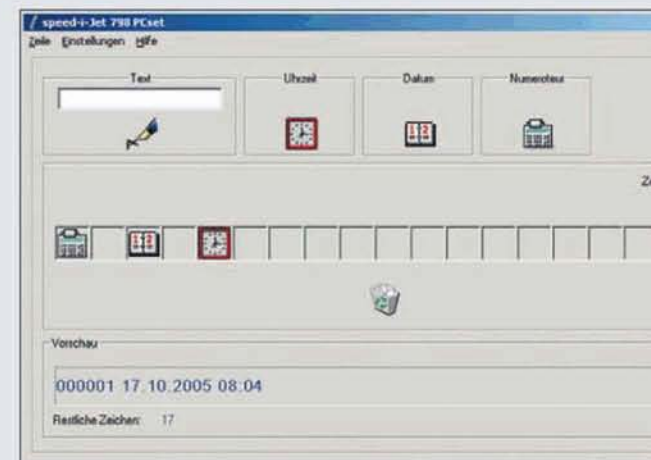 speed-i-Jet 798 PCset
Zeile Einstellungen Hilfe
Text Uhrzeit Datum Numeroteur
Vorschau
000001 17.10.2005 08:04
Restliche Zeichen: 17